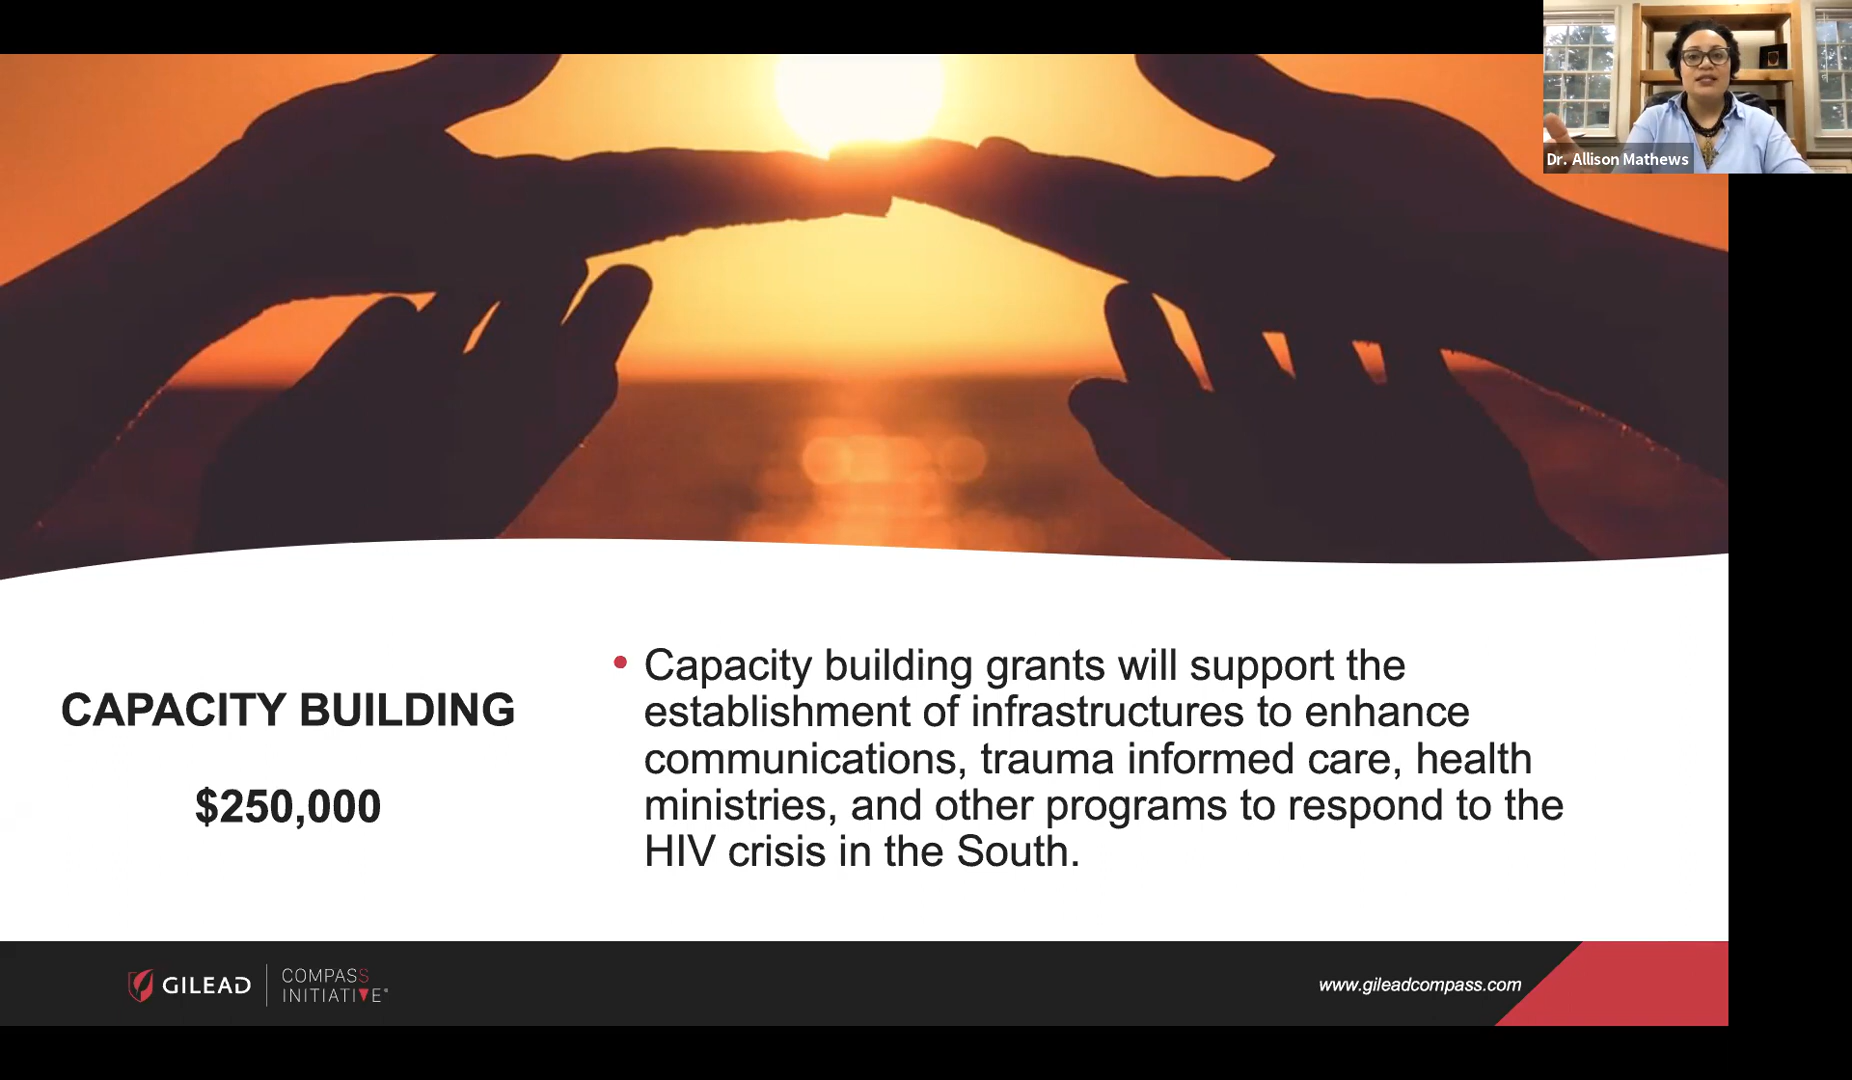 Dr. Allison Mathews
CAPACITY BUILDING
$250,000
• Capacity building grants will support the
establishment of infrastructures to enhance
communications, trauma informed care, health
ministries, and other programs to respond to the
HIV crisis in the South.
GILEAD
COMPASS
INITIATIVE®
www.gileadcompass.com